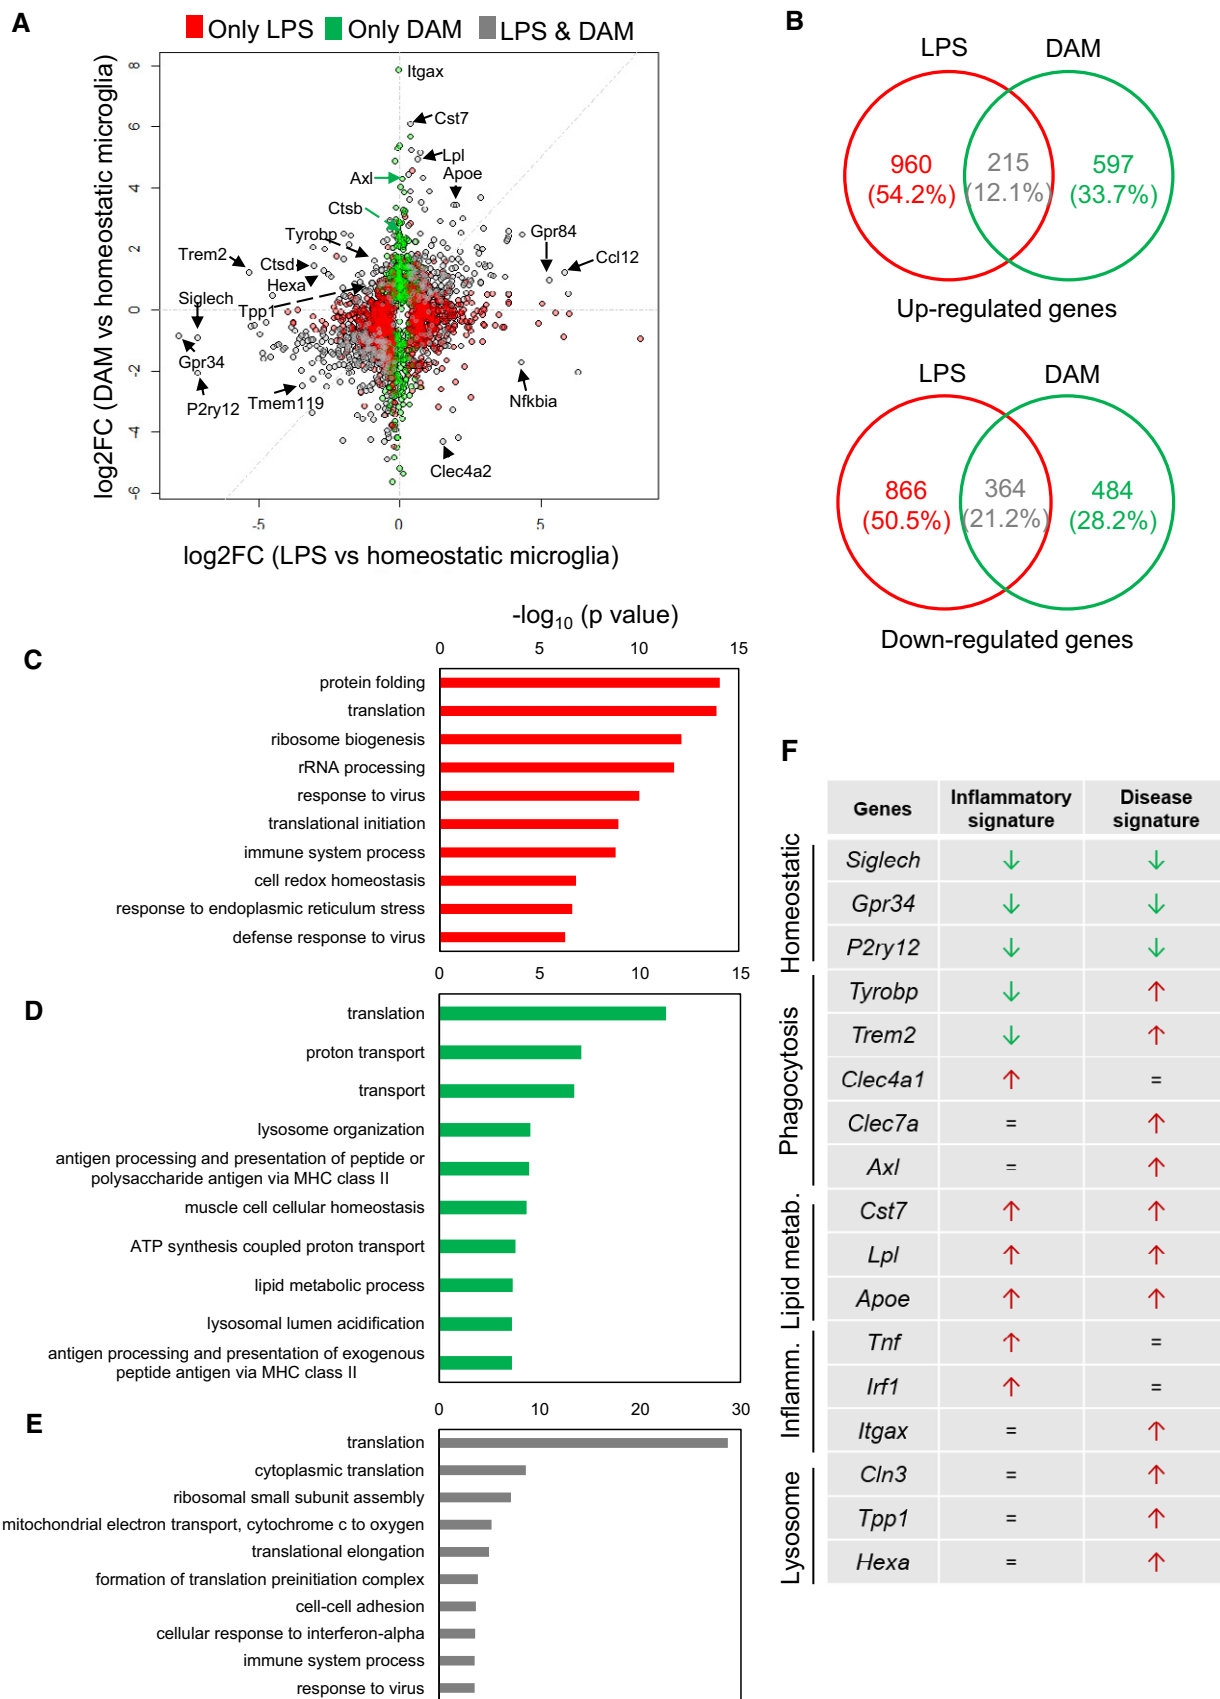 A
Only LPS Only DAM LPS & DAM
log2FC (DAM vs homeostatic microglia)
8
6
4
2
0
-2
-4
-6
Itgax
Cst7
Lpl
Apoe
Axl
Ctsb
Tyrobp
Gpr84
Ccl12
Trem2
Ctsd
Hexa
Tpp1
Siglech
Gpr34
P2ry12
Tmem119
Nfkbia
Clec4a2
-5 0 5
log2FC (LPS vs homeostatic microglia)
B
LPS DAM
960 215 597
(54.2%) (12.1%) (33.7%)
Up-regulated genes
LPS DAM
866 364 484
(50.5%) (21.2%) (28.2%)
Down-regulated genes
-log10 (p value)
C
0 5 10 15
protein folding
translation
ribosome biogenesis
rRNA processing
response to virus
translational initiation
immune system process
cell redox homeostasis
response to endoplasmic reticulum stress
defense response to virus
D
0 5 10 15
translation
proton transport
transport
lysosome organization
antigen processing and presentation of peptide or
polysaccharide antigen via MHC class II
muscle cell cellular homeostasis
ATP synthesis coupled proton transport
lipid metabolic process
lysosomal lumen acidification
antigen processing and presentation of exogenous
peptide antigen via MHC class II
E
0 10 20 30
translation
cytoplasmic translation
ribosomal small subunit assembly
mitochondrial electron transport, cytochrome c to oxygen
translational elongation
formation of translation preinitiation complex
cell-cell adhesion
cellular response to interferon-alpha
immune system process
response to virus
F
Genes Inflammatory signature Disease signature
Homeostatic
Siglech ↓ ↓
Gpr34 ↓ ↓
P2ry12 ↓ ↓
Phagocytosis
Tyrobp ↓ ↑
Trem2 ↓ ↑
Clec4a1 ↑ =
Clec7a = ↑
Axl = ↑
Lipid metab.
Cst7 ↑ ↑
Lpl ↑ ↑
Apoe ↑ ↑
Inflamm.
Tnf ↑ =
Irf1 ↑ =
Itgax = ↑
Lysosome
Cln3 = ↑
Tpp1 = ↑
Hexa = ↑